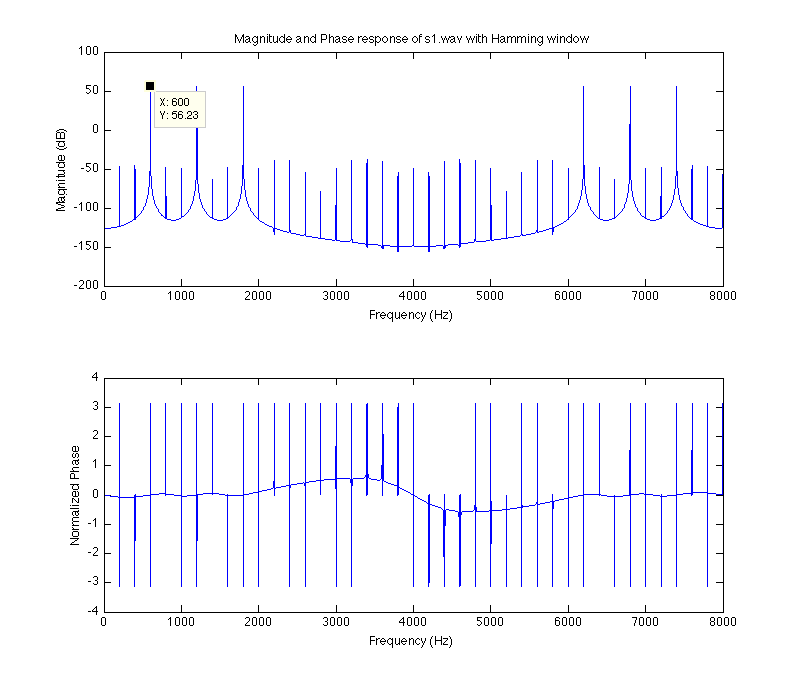 Magnitude and Phase response of s1.wav with Hamming window
100
50
0
-50
-100
-150
-200
Magnitude (dB)
X: 600
Y: 56.23
0 1000 2000 3000 4000 5000 6000 7000 8000
Frequency (Hz)
4
3
2
1
0
-1
-2
-3
-4
Normalized Phase
0 1000 2000 3000 4000 5000 6000 7000 8000
Frequency (Hz)